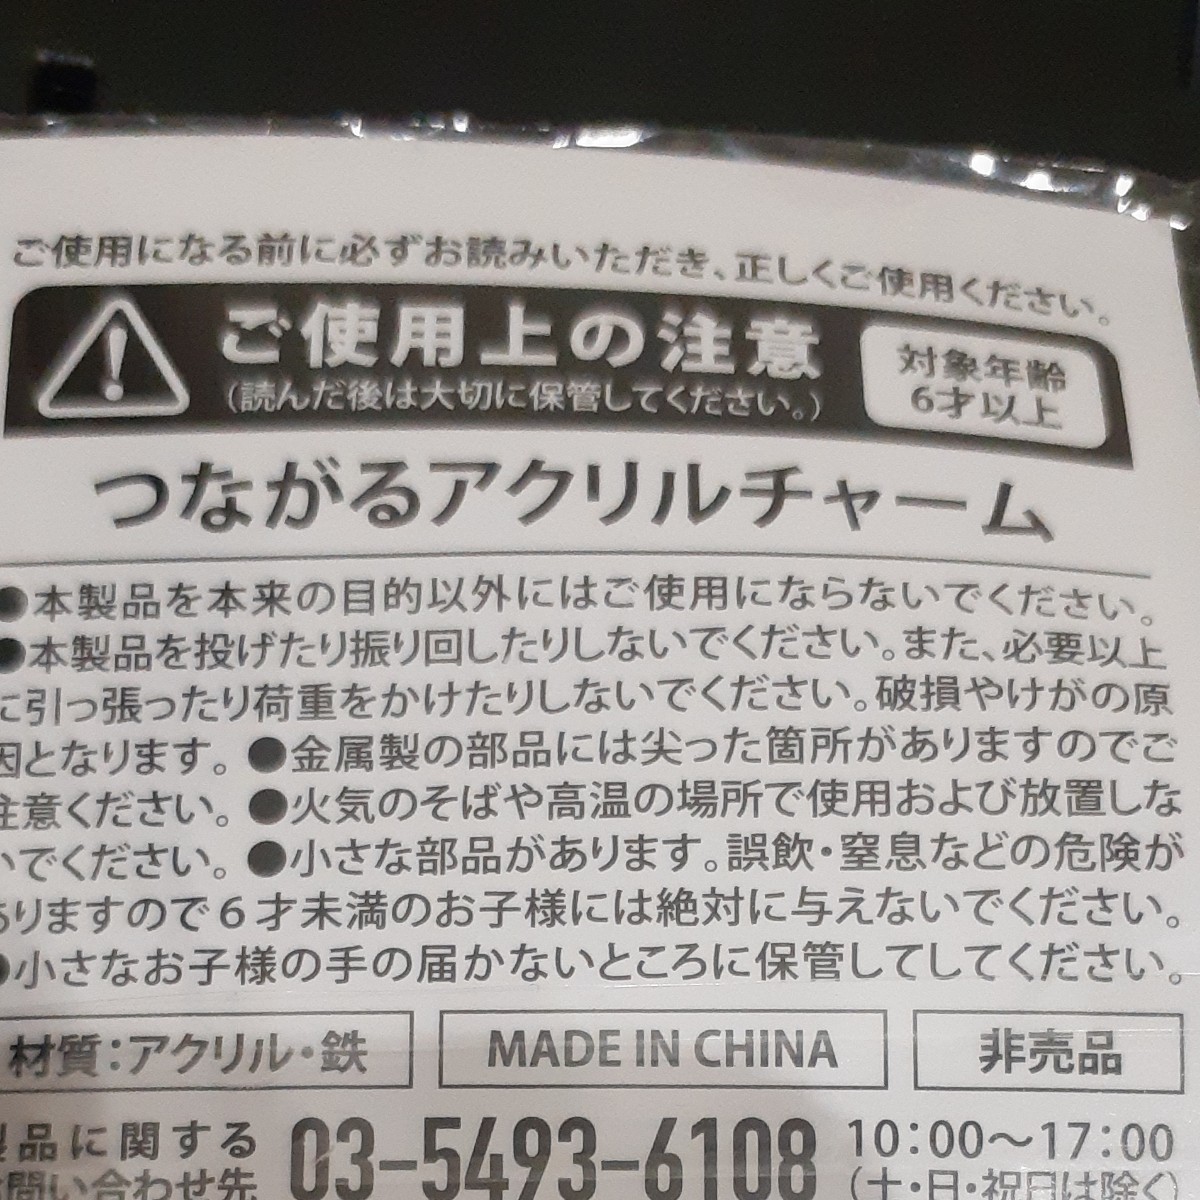 ご使用になる前に必ずお読みいただき、正しくご使用ください。
ご使用上の注意
(読んだ後は大切に保管してください。)
対象年齢
6才以上
つながるアクリルチャーム
●本製品を本来の目的以外にはご使用にならないでください。
●本製品を投げたり振り回したりしないでください。また、必要以上
に引っ張ったり荷重をかけたりしないでください。破損やけがの原
因となります。●金属製の部品には尖った箇所がありますのでご
注意ください。●火気のそばや高温の場所で使用および放置しな
いでください。●小さな部品があります。誤飲・窒息などの危険が
ありますので6才未満のお子様には絶対に与えないでください。
●小さなお子様の手の届かないところに保管してしてください。
材質:アクリル・鉄
MADE IN CHINA
非売品
製品に関する
お問い合わせ先
03-5493-6108
10:00〜17:00
(土・日・祝日は除く)